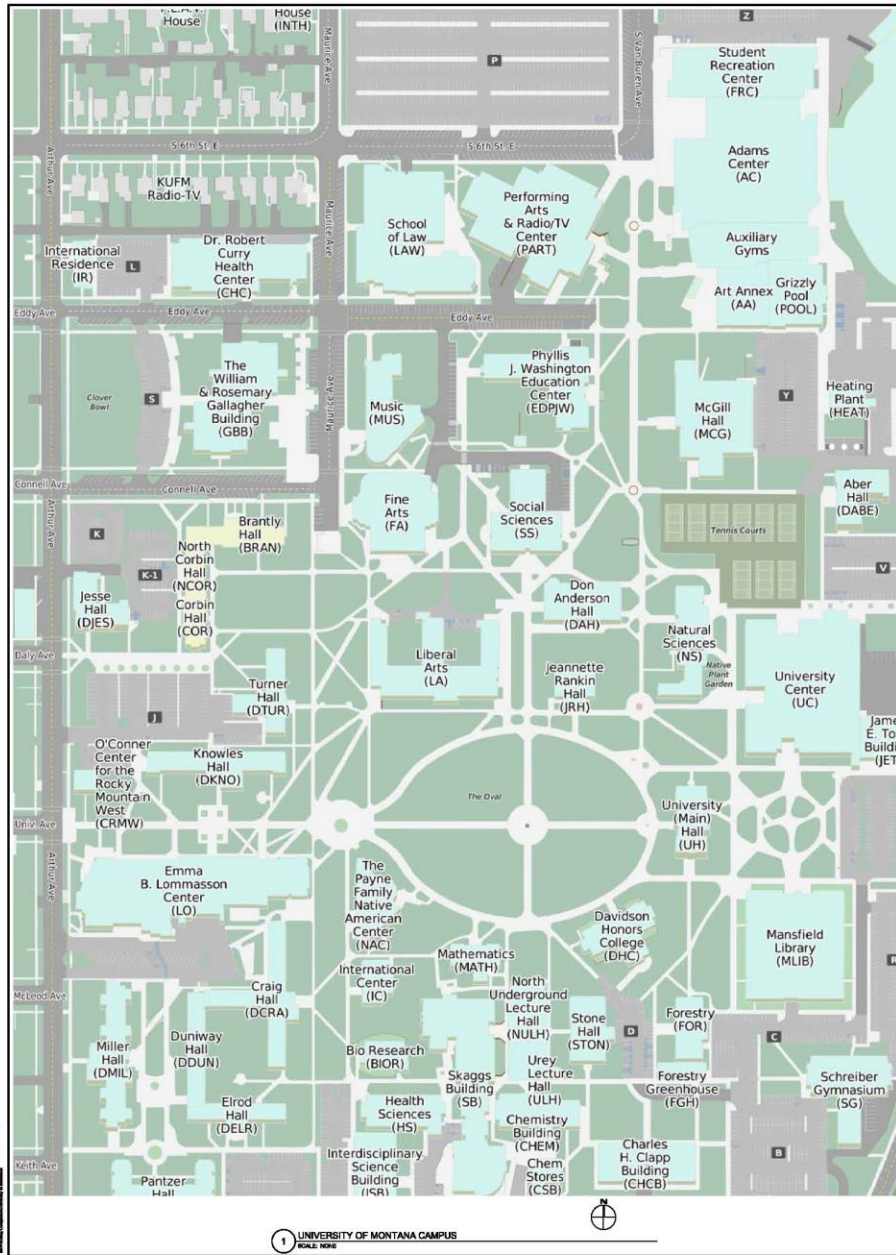 House
House
(INTH)
Maurice Ave
P
S Van Buren Ave
Z
Student
Recreation
Center
(FRC)
Arthur Ave
S 6th St. E
S 6th St. E
Adams
Center
(AC)
KUFM
Radio-TV
Maurice Ave
School
of Law
(LAW)
Performing
Arts
& Radio/TV
Center
(PART)
Auxiliary
Gyms
International
Residence
(IR)
L
Dr. Robert
Curry
Health
Center
(CHC)
Art Annex
(AA)
Grizzly
Pool
(POOL)
Eddy Ave
Eddy Ave
Eddy Ave
Clover
Bowl
S
The
William
& Rosemary
Gallagher
Building
(GBB)
Maurice Ave
Music
(MUS)
Phyllis
J. Washington
Education
Center
(EDPJW)
McGill
Hall
(MCG)
Y
Heating
Plant
(HEAT)
Connell Ave
Connell Ave
Arthur Ave
Fine
Arts
(FA)
Social
Sciences
(SS)
Tennis Courts
Aber
Hall
(DABE)
K
Brantly
Hall
(BRAN)
North
Corbin
Hall
(NCOR)
K-1
V
Jesse
Hall
(DJES)
Corbin
Hall
(COR)
Don
Anderson
Hall
(DAH)
Natural
Sciences
(NS)
Daly Ave
Liberal
Arts
(LA)
Jeannette
Rankin
Hall
(JRH)
Native
Plant
Garden
University
Center
(UC)
Turner
Hall
(DTUR)
J
O'Conner
Center
for the
Rocky
Mountain
West
(CRMW)
Knowles
Hall
(DKNO)
The Oval
University
(Main)
Hall
(UH)
Univ. Ave
Arthur Ave
Emma
B. Lommasson
Center
(LO)
The
Payne
Family
Native
American
Center
(NAC)
Davidson
Honors
College
(DHC)
Mansfield
Library
(MLIB)
Mathematics
(MATH)
International
Center
(IC)
McLeod Ave
Craig
Hall
(DCRA)
North
Underground
Lecture
Hall
(NULH)
Stone
Hall
(STON)
D
Forestry
(FOR)
C
R
Miller
Hall
(DMIL)
Duniway
Hall
(DDUN)
Bio Research
(BIOR)
Skaggs
Building
(SB)
Urey
Lecture
Hall
(ULH)
Forestry
Greenhouse
(FGH)
Schreiber
Gymnasium
(SG)
Elrod
Hall
(DELR)
Health
Sciences
(HS)
Chemistry
Building
(CHEM)
B
Keith Ave
Pantzer
Hall
Interdisciplinary
Science
Building
(ISB)
Chem
Stores
(CSB)
Charles
H. Clapp
Building
(CHCB)
N
1
UNIVERSITY OF MONTANA CAMPUS
SCALE: NONE